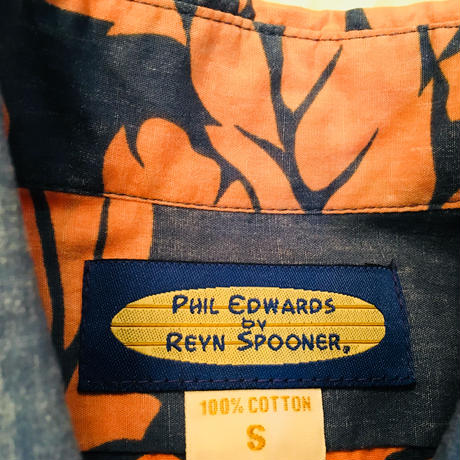 PHIL EDWARDS
BY
REYN SPOONER.
100% COTTON
S